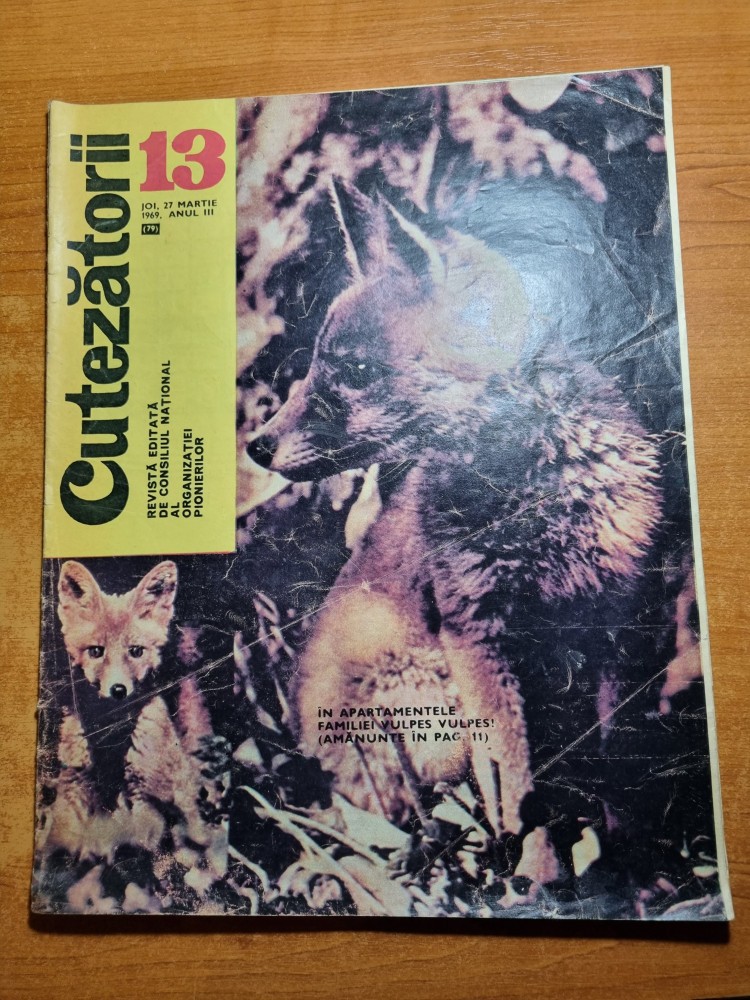 Cutezătorii
13
JOI, 27 MARTIE
1969. ANUL III
(79)
REVISTĂ EDITATĂ
DE CONSILIUL NAȚIONAL
AL
ORGANIZAȚIEI
PIONIERILOR
ÎN APARTAMENTELE
FAMILIEI VULPES VULPES!
(AMĂNUNTE ÎN PAG. 11)